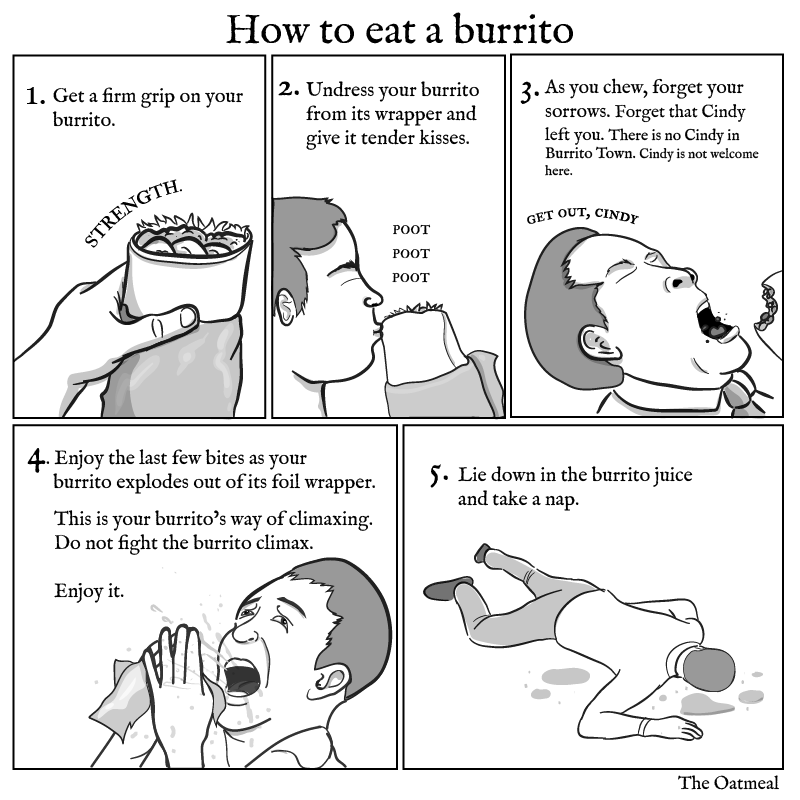 How to eat a burrito
1. Get a firm grip on your
burrito.
STRENGTH.
2. Undress your burrito
from its wrapper and
give it tender kisses.
POOT
POOT
POOT
3. As you chew, forget your
sorrows. Forget that Cindy
left you. There is no Cindy in
Burrito Town. Cindy is not welcome
here.
GET OUT, CINDY
4. Enjoy the last few bites as your
burrito explodes out of its foil wrapper.
This is your burrito's way of climaxing.
Do not fight the burrito climax.
Enjoy it.
5. Lie down in the burrito juice
and take a nap.
The Oatmeal